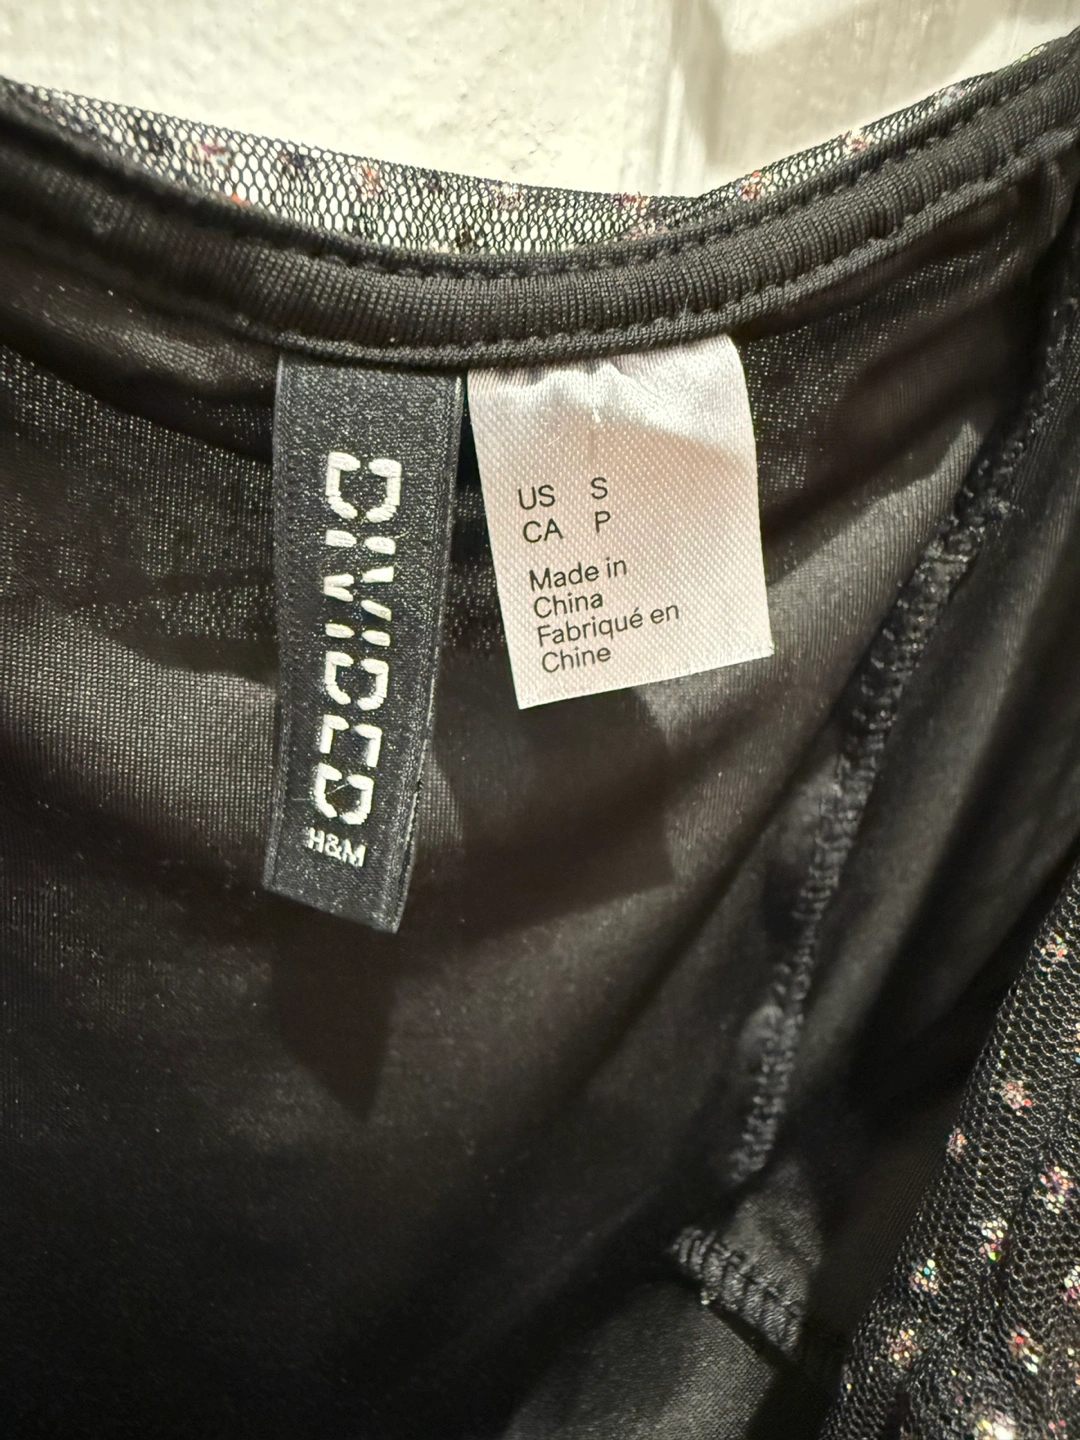 DIVIDED
H&M
US S
CA P
Made in
China
Fabriqué en
Chine